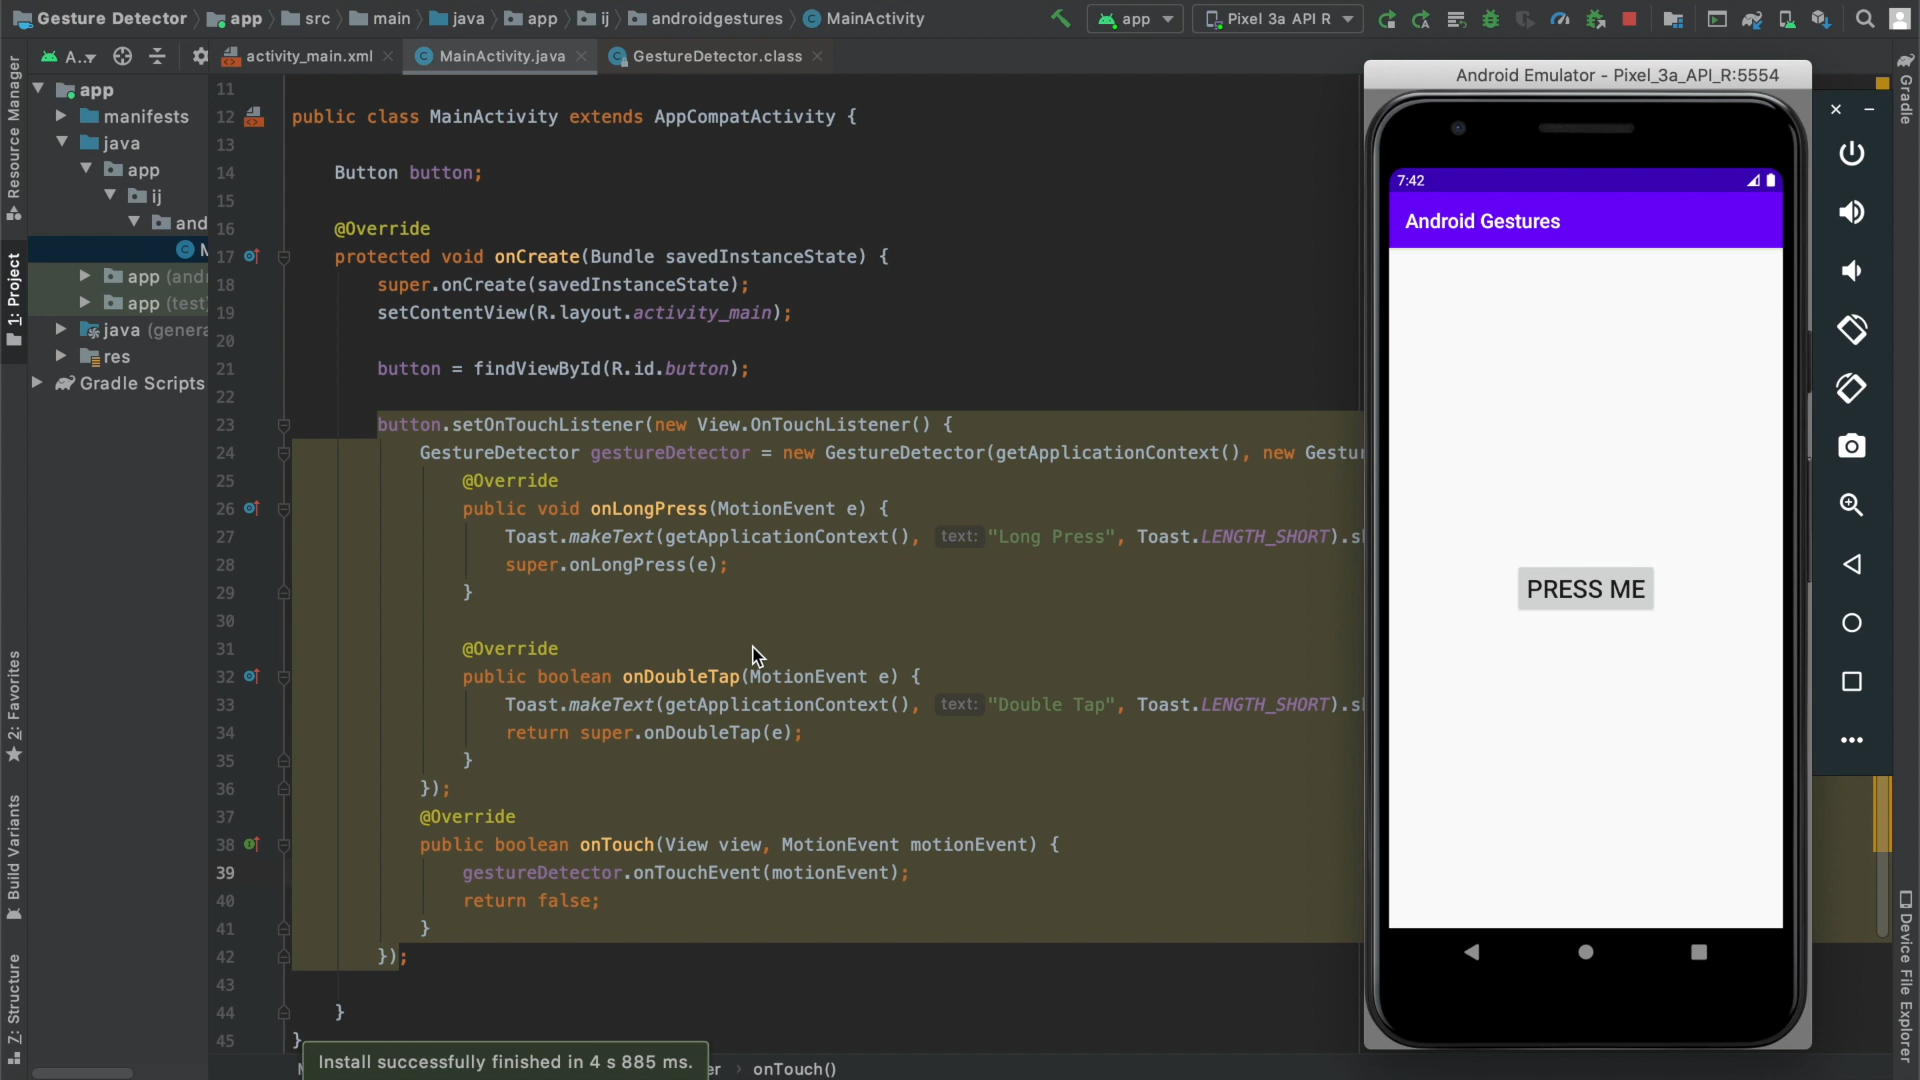 Gesture Detector app src main java app ij androidgestures MainActivity app Pixel 3a API R
A.. activity_main.xml MainActivity.java GestureDetector.class
Resource Manager
1: Project
2: Favorites
Build Variants
Z: Structure
app
manifests
java
app
ij
and
app (and
app (test)
java (genera
res
Gradle Scripts
11
12 public class MainActivity extends AppCompatActivity {
13
14 Button button;
15
16 @Override
17 protected void onCreate(Bundle savedInstanceState) {
18 super.onCreate(savedInstanceState);
19 setContentView(R.layout.activity_main);
20
21 button = findViewById(R.id.button);
22
23 button.setOnTouchListener(new View.OnTouchListener() {
24 GestureDetector gestureDetector = new GestureDetector(getApplicationContext(), new Gestu
25 @Override
26 public void onLongPress(MotionEvent e) {
27 Toast.makeText(getApplicationContext(), text: "Long Press", Toast.LENGTH_SHORT).s
28 super.onLongPress(e);
29 }
30
31 @Override
32 public boolean onDoubleTap(MotionEvent e) {
33 Toast.makeText(getApplicationContext(), text: "Double Tap", Toast.LENGTH_SHORT).s
34 return super.onDoubleTap(e);
35 }
36 });
37 @Override
38 public boolean onTouch(View view, MotionEvent motionEvent) {
39 gestureDetector.onTouchEvent(motionEvent);
40 return false;
41 }
42 });
43
44 }
45 }
Install successfully finished in 4 s 885 ms.
er onTouch()
Android Emulator - Pixel_3a_API_R:5554
7:42
Android Gestures
PRESS ME
Gradle
Device File Explorer